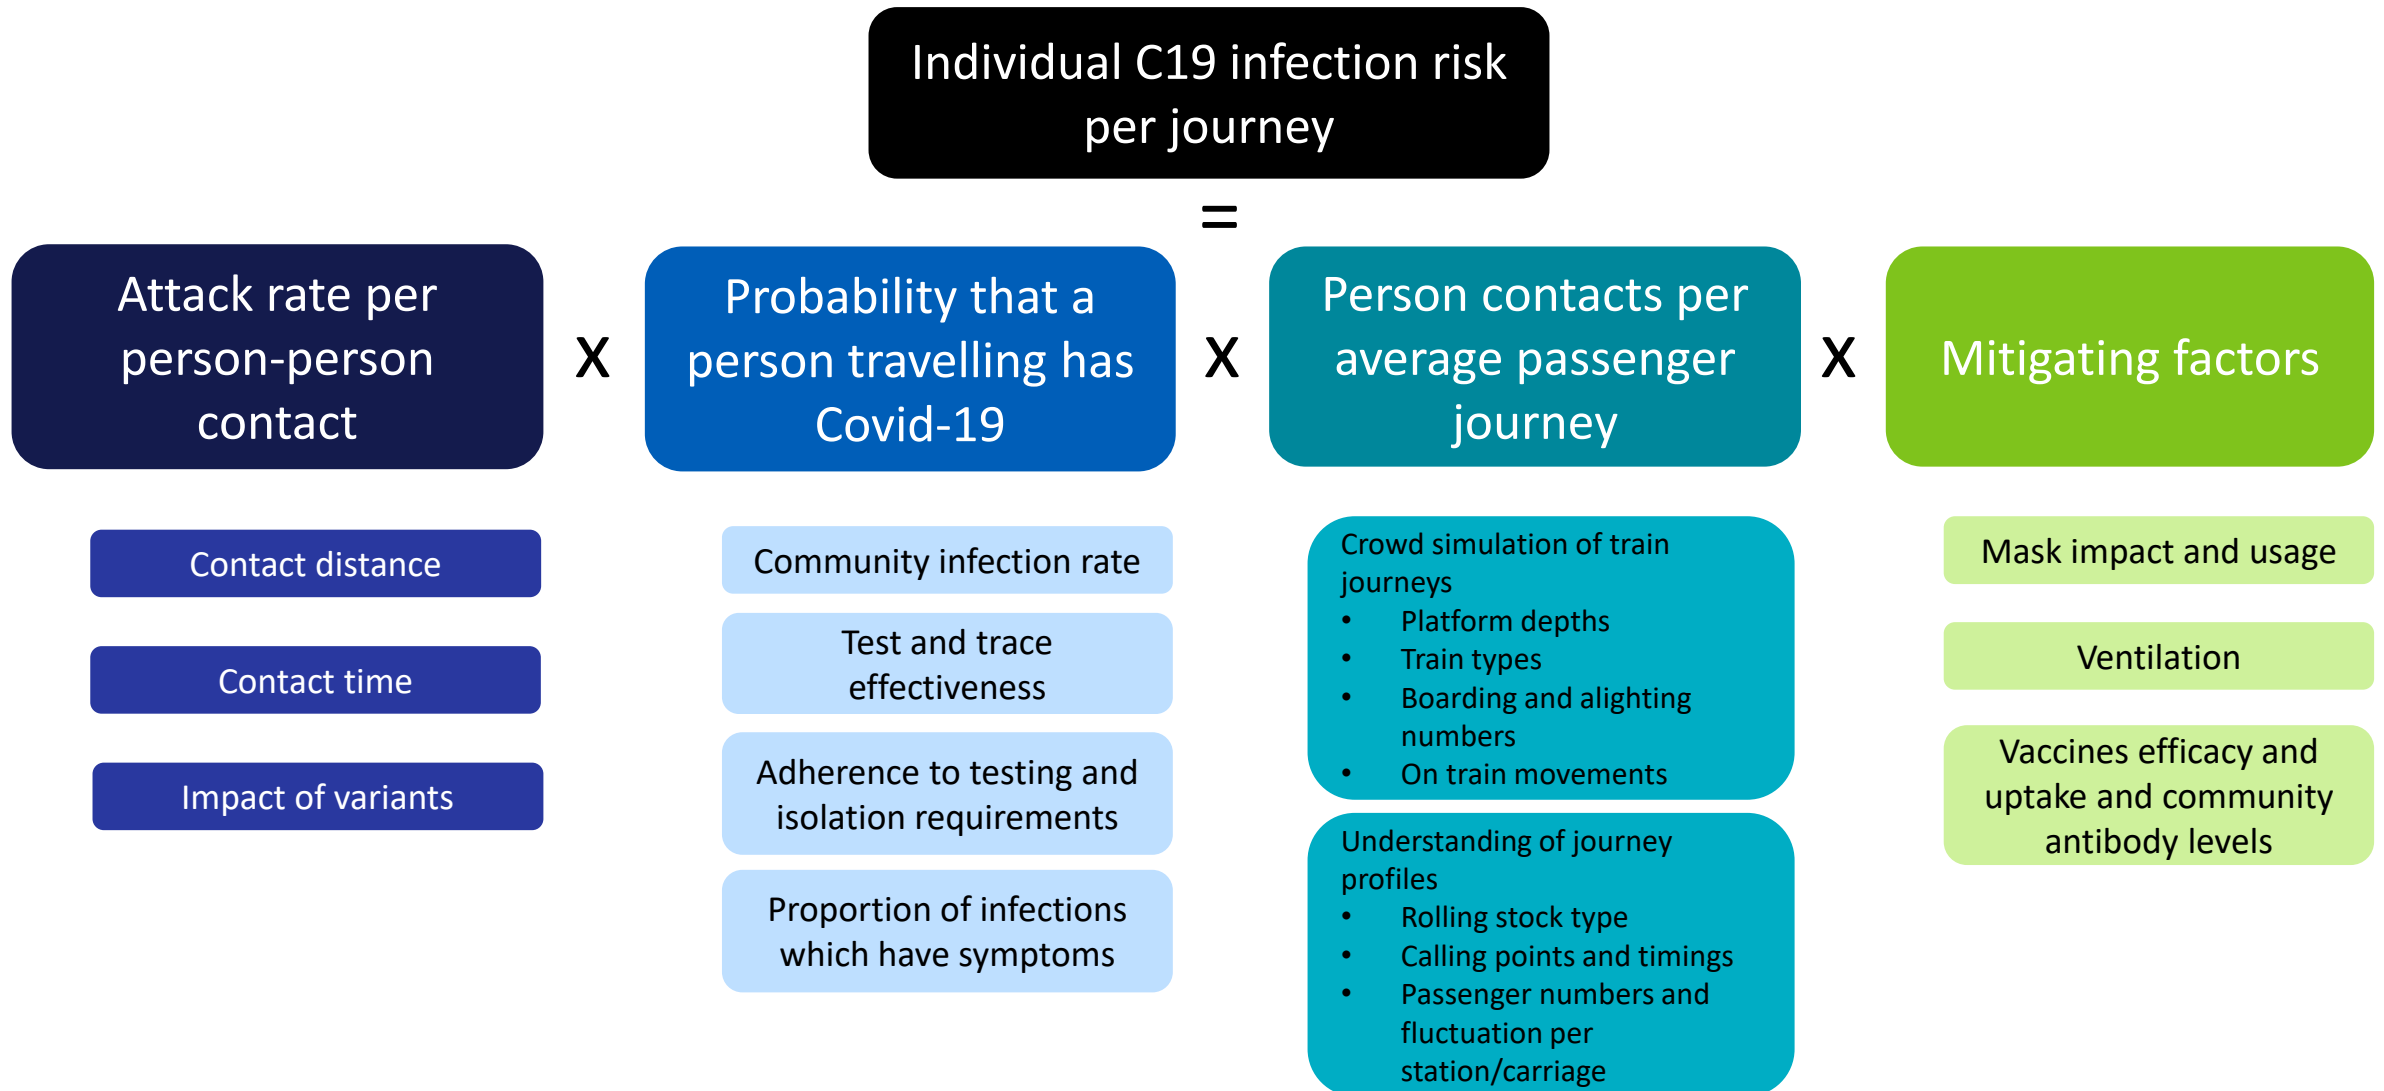 Individual C19 infection risk
per journey
=
Attack rate per
person-person
contact
x
Probability that a
person travelling has
Covid-19
x
Person contacts per
average passenger
journey
x
Mitigating factors
Contact distance
Contact time
Impact of variants
Community infection rate
Test and trace
effectiveness
Adherence to testing and
isolation requirements
Proportion of infections
which have symptoms
Crowd simulation of train
journeys
• Platform depths
• Train types
• Boarding and alighting
numbers
• On train movements
Understanding of journey
profiles
• Rolling stock type
• Calling points and timings
• Passenger numbers and
fluctuation per
station/carriage
Mask impact and usage
Ventilation
Vaccines efficacy and
uptake and community
antibody levels